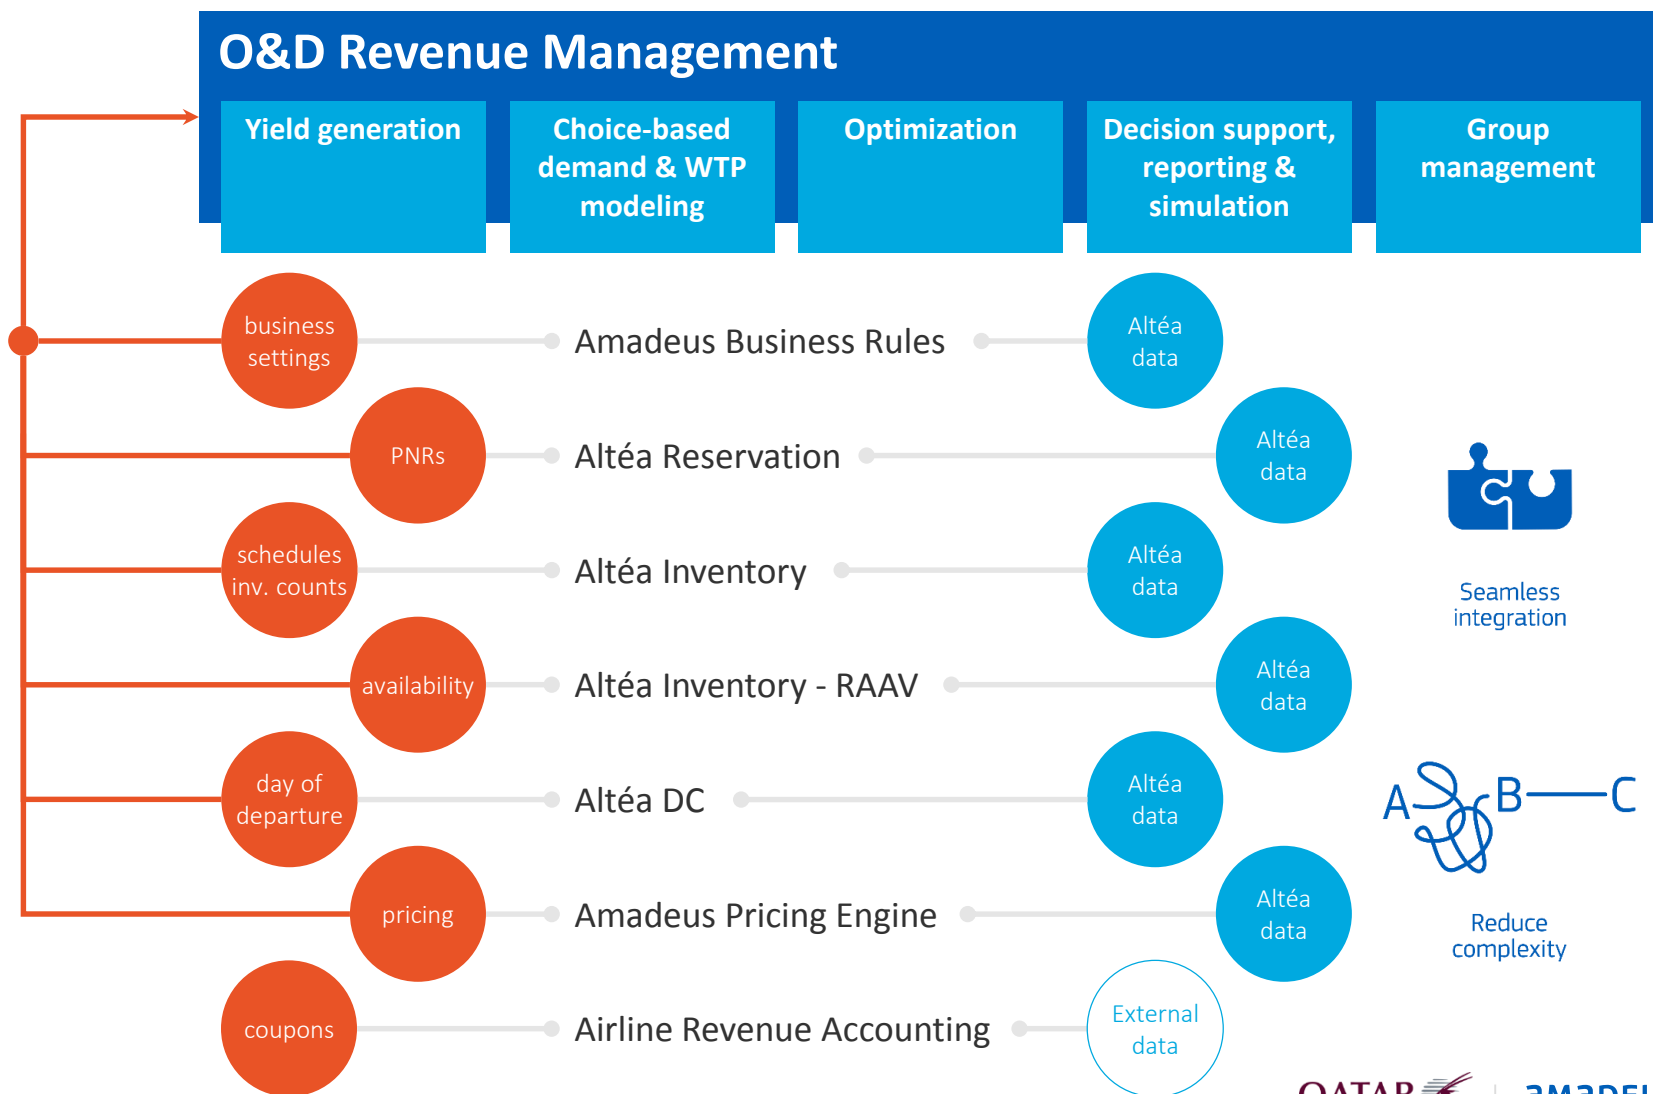 O&D Revenue Management
Yield generation
Choice-based
demand & WTP
modeling
Optimization
Decision support,
reporting &
simulation
Group
management
business
settings
Amadeus Business Rules
Altéa
data
PNRs
Altéa Reservation
Altéa
data
schedules
inv. counts
Altéa Inventory
Altéa
data
Seamless
integration
availability
Altéa Inventory - RAAV
Altéa
data
day of
departure
Altéa DC
Altéa
data
A B C
pricing
Amadeus Pricing Engine
Altéa
data
Reduce
complexity
coupons
Airline Revenue Accounting
External
data